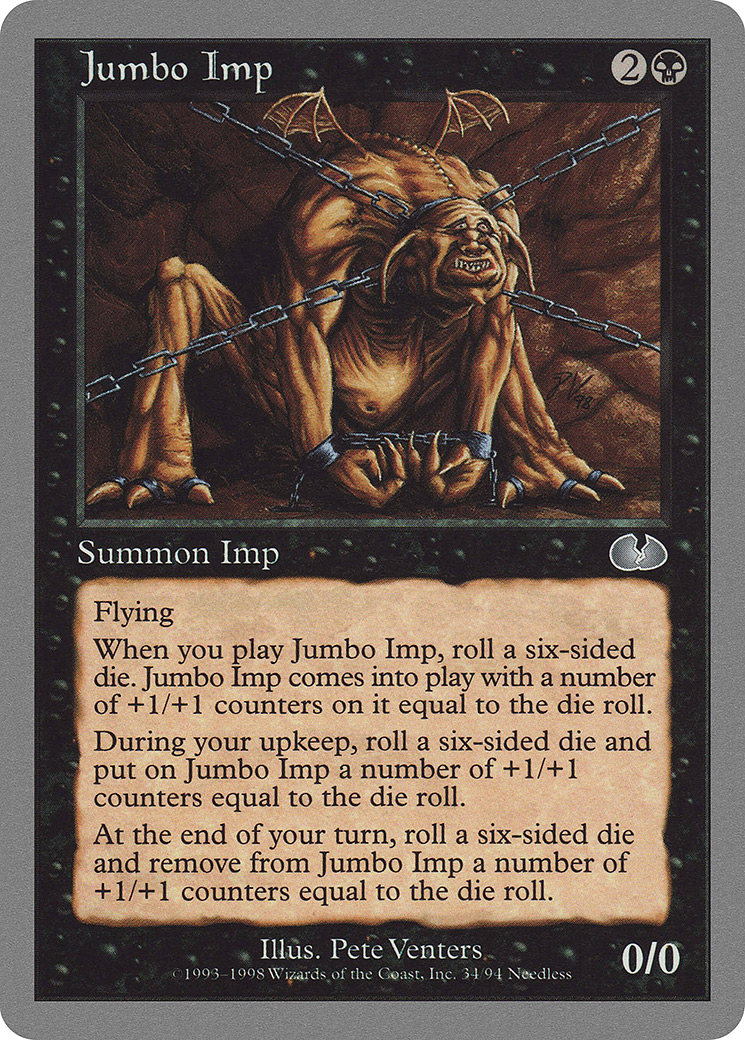 Jumbo Imp 2
PV 98
Summon Imp
Flying
When you play Jumbo Imp, roll a six-sided
die. Jumbo Imp comes into play with a number
of +1/+1 counters on it equal to the die roll.
During your upkeep, roll a six-sided die and
put on Jumbo Imp a number of +1/+1
counters equal to the die roll.
At the end of your turn, roll a six-sided die
and remove from Jumbo Imp a number of
+1/+1 counters equal to the die roll.
Illus. Pete Venters
©1993–1998 Wizards of the Coast, Inc. 34/94 Needless
0/0